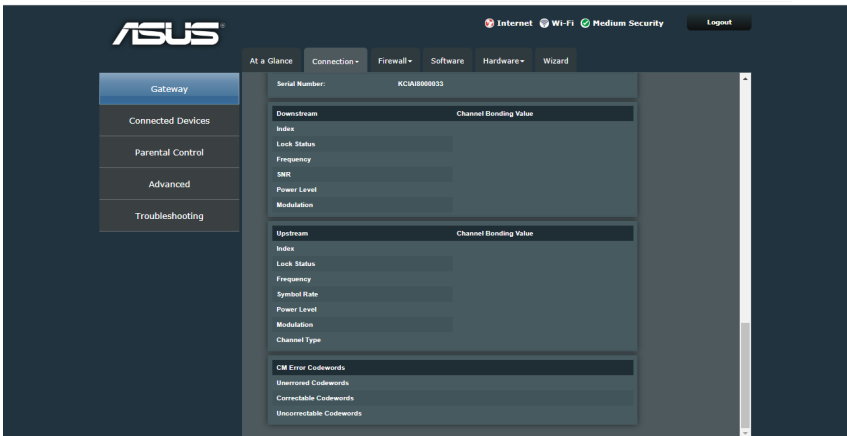 ASUS
Internet Wi-Fi Medium Security Logout
At a Glance Connection Firewall Software Hardware Wizard
Gateway
Connected Devices
Parental Control
Advanced
Troubleshooting
Serial Number: KCIAI8000033
Downstream Channel Bonding Value
Index
Lock Status
Frequency
SNR
Power Level
Modulation
Upstream Channel Bonding Value
Index
Lock Status
Frequency
Symbol Rate
Power Level
Modulation
Channel Type
CM Error Codewords
Unerrored Codewords
Correctable Codewords
Uncorrectable Codewords